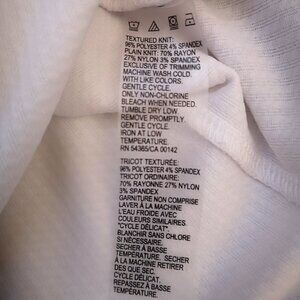 TEXTURED KNIT:
96% POLYESTER 4% SPANDEX
PLAIN KNIT: 70% RAYON
27% NYLON 3% SPANDEX
EXCLUSIVE OF TRIMMING
MACHINE WASH COLD.
WITH LIKE COLORS.
GENTLE CYCLE.
ONLY NON-CHLORINE
BLEACH WHEN NEEDED.
TUMBLE DRY LOW.
REMOVE PROMPTLY.
GENTLE CYCLE.
IRON AT LOW
TEMPERATURE.
RN 54365/CA 00142
TRICOT TEXTURÉE:
96% POLYESTER 4% SPANDEX
TRICOT ORDINAIRE:
70% RAYONNE 27% NYLON
3% SPANDEX
GARNITURE NON COMPRISE
LAVER À LA MACHINE
L'EAU FROIDE AVEC
COULEURS SIMILAIRES.
"CYCLE DÉLICAT".
BLANCHIR SANS CHLORE
SI NÉCESSAIRE.
SÉCHER À BASSE
TEMPÉRATURE. SÉCHER
À LA MACHINE RETIRER
DES QUE SEC.
CYCLE DÉLICAT.
REPASSEZ À BASSE
TEMPÉRATURE.